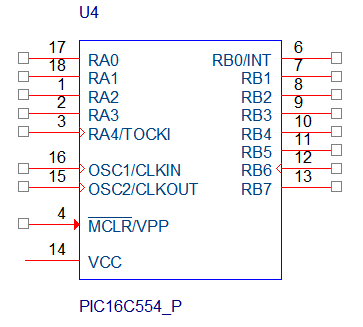 U4
17 RA0 RB0/INT 6
18 RA1 RB1 7
1 RA2 RB2 8
2 RA3 RB3 9
3 RA4/TOCKI RB4 10
RB5 11
16 OSC1/CLKIN RB6 12
15 OSC2/CLKOUT RB7 13
4 MCLR/VPP
14 VCC
PIC16C554_P